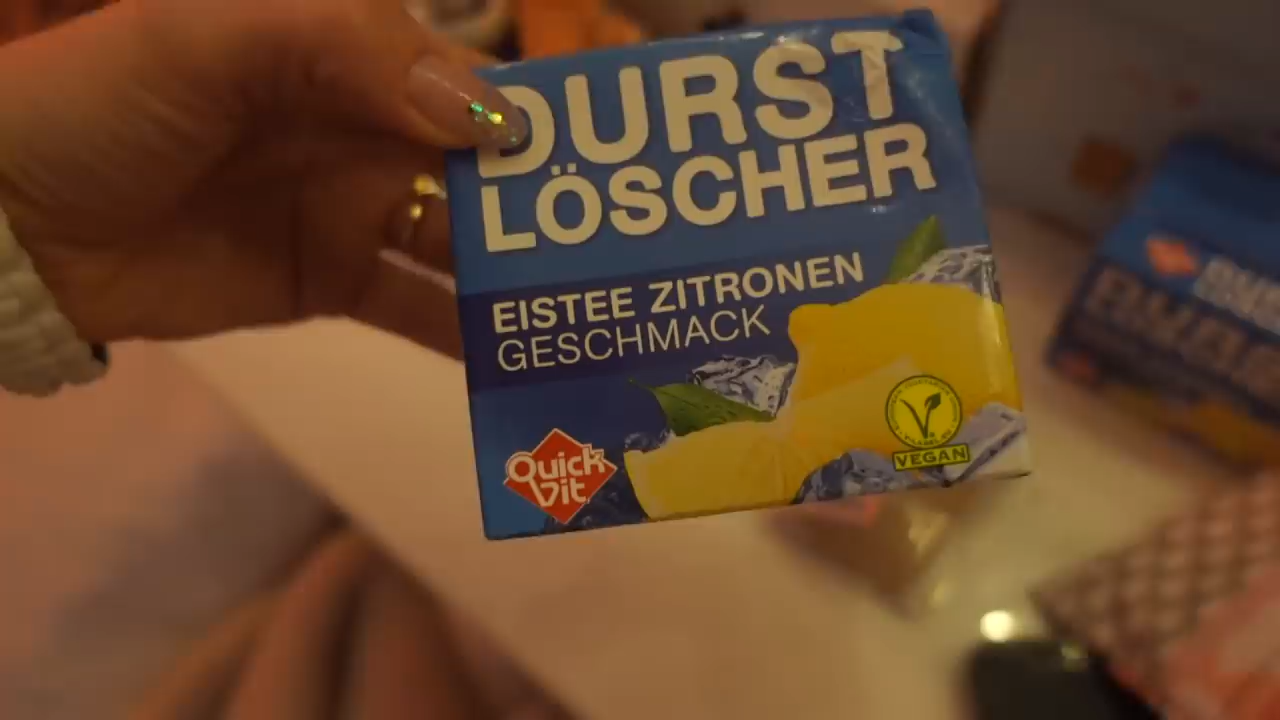 DURST
LÖSCHER
EISTEE ZITRONEN
GESCHMACK
Quick
Vit
VEGAN